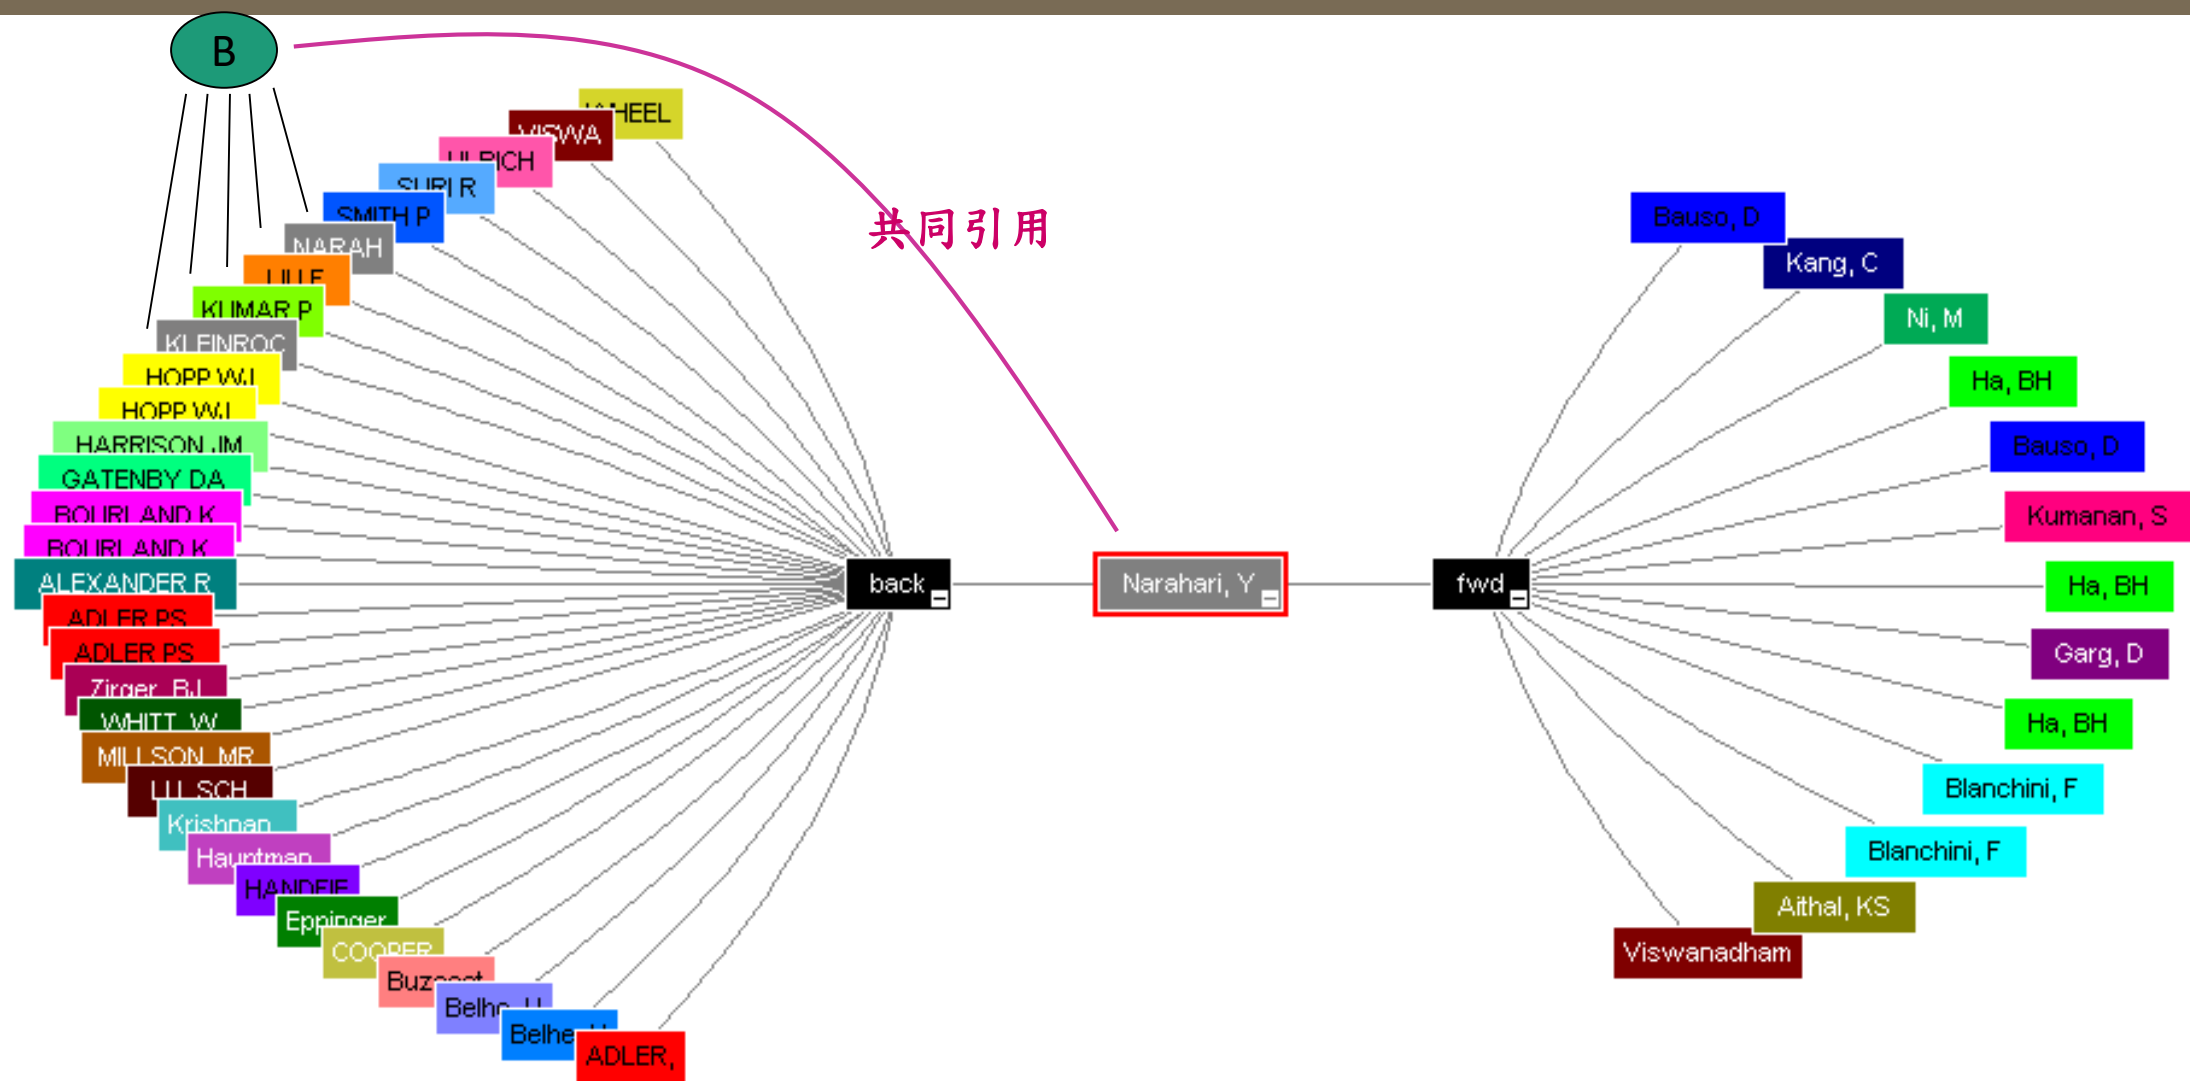 B
WHEEL
VISWA
ULRICH
SURI R
SMITH P
NARAH
LILLE
KUMAR P
KLEINROC
HOPP WJ
HOPP WJ
HARRISON JM
GATENBY DA
BOURLAND K
BOURLAND K
ALEXANDER R
ADLER PS
ADLER PS
Zirger, BJ
WHITT, W
MILLSON, MR
LU, SCH
Krishnan,
Hauptman,
HANDFIE
Eppinger
COOPER
Belhe, U
Belhe, U
ADLER,
共同引用
back
Narahari, Y
fwd
Bauso, D
Kang, C
Ni, M
Ha, BH
Bauso, D
Kumanan, S
Ha, BH
Garg, D
Ha, BH
Blanchini, F
Blanchini, F
Aithal, KS
Viswanadham